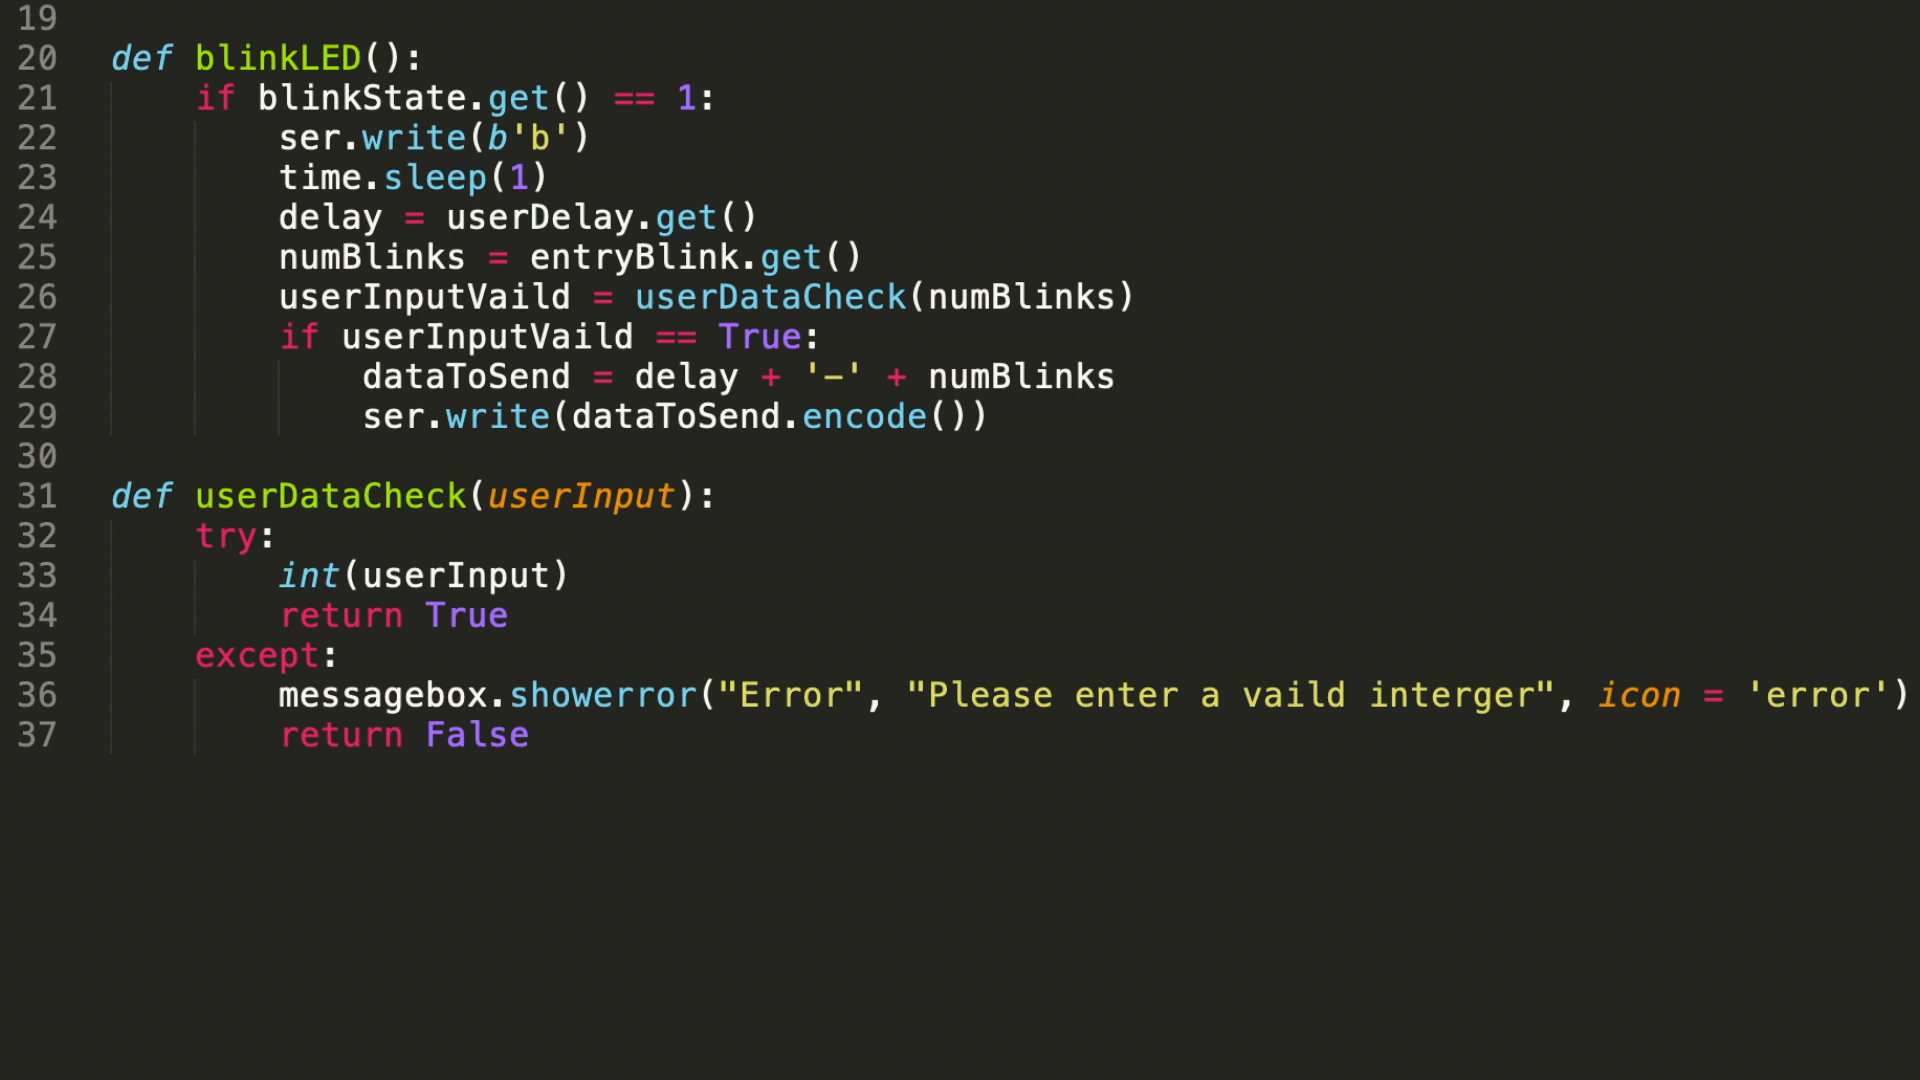 19
20 def blinkLED():
21     if blinkState.get() == 1:
22         ser.write(b'b')
23         time.sleep(1)
24         delay = userDelay.get()
25         numBlinks = entryBlink.get()
26         userInputVaild = userDataCheck(numBlinks)
27         if userInputVaild == True:
28             dataToSend = delay + '-' + numBlinks
29             ser.write(dataToSend.encode())
30
31 def userDataCheck(userInput):
32     try:
33         int(userInput)
34         return True
35     except:
36         messagebox.showerror("Error", "Please enter a vaild interger", icon = 'error')
37         return False